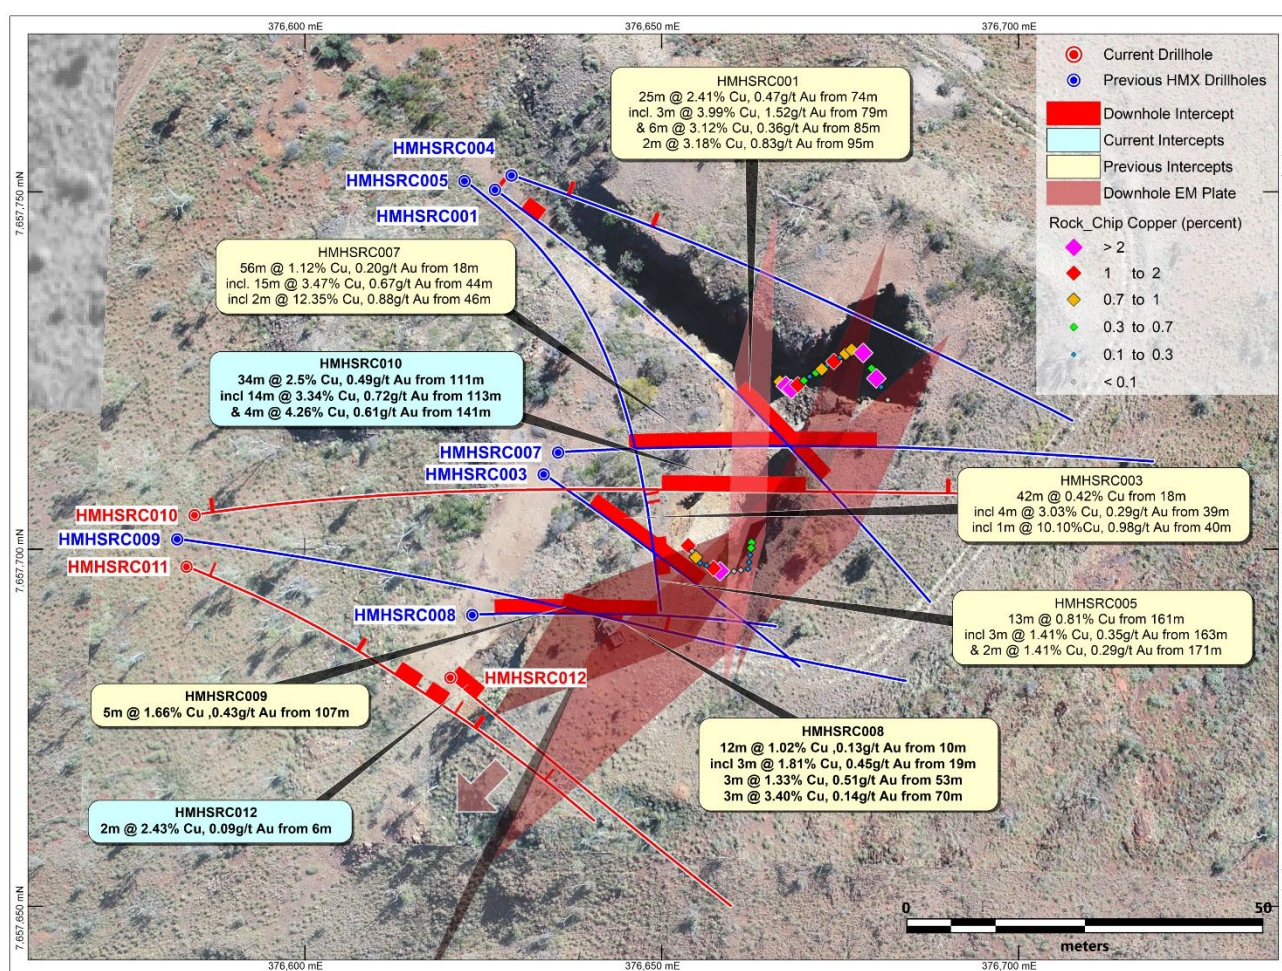 376,600 mE
376,650 mE
376,700 mE
7,657,750 mN
7,657,700 mN
7,657,650 mN
Current Drillhole
Previous HMX Drillholes
Downhole Intercept
Current Intercepts
Previous Intercepts
Downhole EM Plate
Rock_Chip Copper (percent)
> 2
1 to 2
0.7 to 1
0.3 to 0.7
0.1 to 0.3
< 0.1
HMHSRC001
25m @ 2.41% Cu, 0.47g/t Au from 74m
incl. 3m @ 3.99% Cu, 1.52g/t Au from 79m
& 6m @ 3.12% Cu, 0.36g/t Au from 85m
2m @ 3.18% Cu, 0.83g/t Au from 95m
HMHSRC004
HMHSRC005
HMHSRC001
HMHSRC007
56m @ 1.12% Cu, 0.20g/t Au from 18m
incl. 15m @ 3.47% Cu, 0.67g/t Au from 44m
incl 2m @ 12.35% Cu, 0.88g/t Au from 46m
HMHSRC010
34m @ 2.5% Cu, 0.49g/t Au from 111m
incl 14m @ 3.34% Cu, 0.72g/t Au from 113m
& 4m @ 4.26% Cu, 0.61g/t Au from 141m
HMHSRC007
HMHSRC003
HMHSRC010
HMHSRC009
HMHSRC011
HMHSRC003
42m @ 0.42% Cu from 18m
incl 4m @ 3.03% Cu, 0.29g/t Au from 39m
incl 1m @ 10.10%Cu, 0.98g/t Au from 40m
HMHSRC008
HMHSRC005
13m @ 0.81% Cu from 161m
incl 3m @ 1.41% Cu, 0.35g/t Au from 163m
& 2m @ 1.41% Cu, 0.29g/t Au from 171m
HMHSRC012
HMHSRC009
5m @ 1.66% Cu ,0.43g/t Au from 107m
HMHSRC008
12m @ 1.02% Cu ,0.13g/t Au from 10m
incl 3m @ 1.81% Cu, 0.45g/t Au from 19m
3m @ 1.33% Cu, 0.51g/t Au from 53m
3m @ 3.40% Cu, 0.14g/t Au from 70m
HMHSRC012
2m @ 2.43% Cu, 0.09g/t Au from 6m
0
50
meters
376,600 mE
376,650 mE
376,700 mE